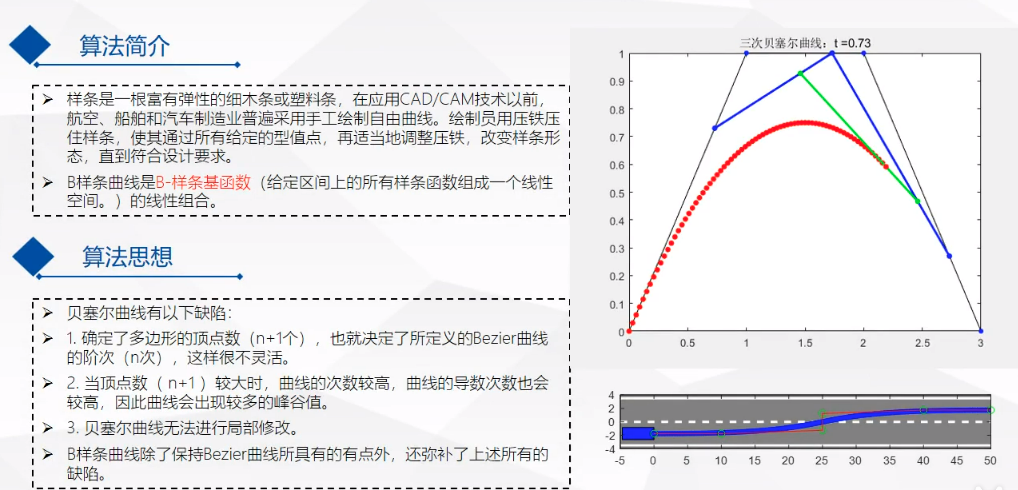 算法简介
➢ 样条是一根富有弹性的细木条或塑料条，在应用CAD/CAM技术以前，
航空、船舶和汽车制造业普遍采用手工绘制自由曲线。绘制员用压铁压
住样条，使其通过所有给定的型值点，再适当地调整压铁，改变样条形
态，直到符合设计要求。
➢ B样条曲线是B-样条基函数（给定区间上的所有样条函数组成一个线性
空间。）的线性组合。
算法思想
➢ 贝塞尔曲线有以下缺陷：
➢ 1. 确定了多边形的顶点数（n+1个），也就决定了所定义的Bezier曲线
的阶次（n次），这样很不灵活。
➢ 2. 当顶点数（ n+1 ）较大时，曲线的次数较高，曲线的导数次数也会
较高，因此曲线会出现较多的峰谷值。
➢ 3. 贝塞尔曲线无法进行局部修改。
➢ B样条曲线除了保持Bezier曲线所具有的有点外，还弥补了上述所有的
缺陷。
三次贝塞尔曲线：t =0.73
1
0.9
0.8
0.7
0.6
0.5
0.4
0.3
0.2
0.1
0
0 0.5 1 1.5 2 2.5 3
4
2
0
-2
-4
-5 0 5 10 15 20 25 30 35 40 45 50